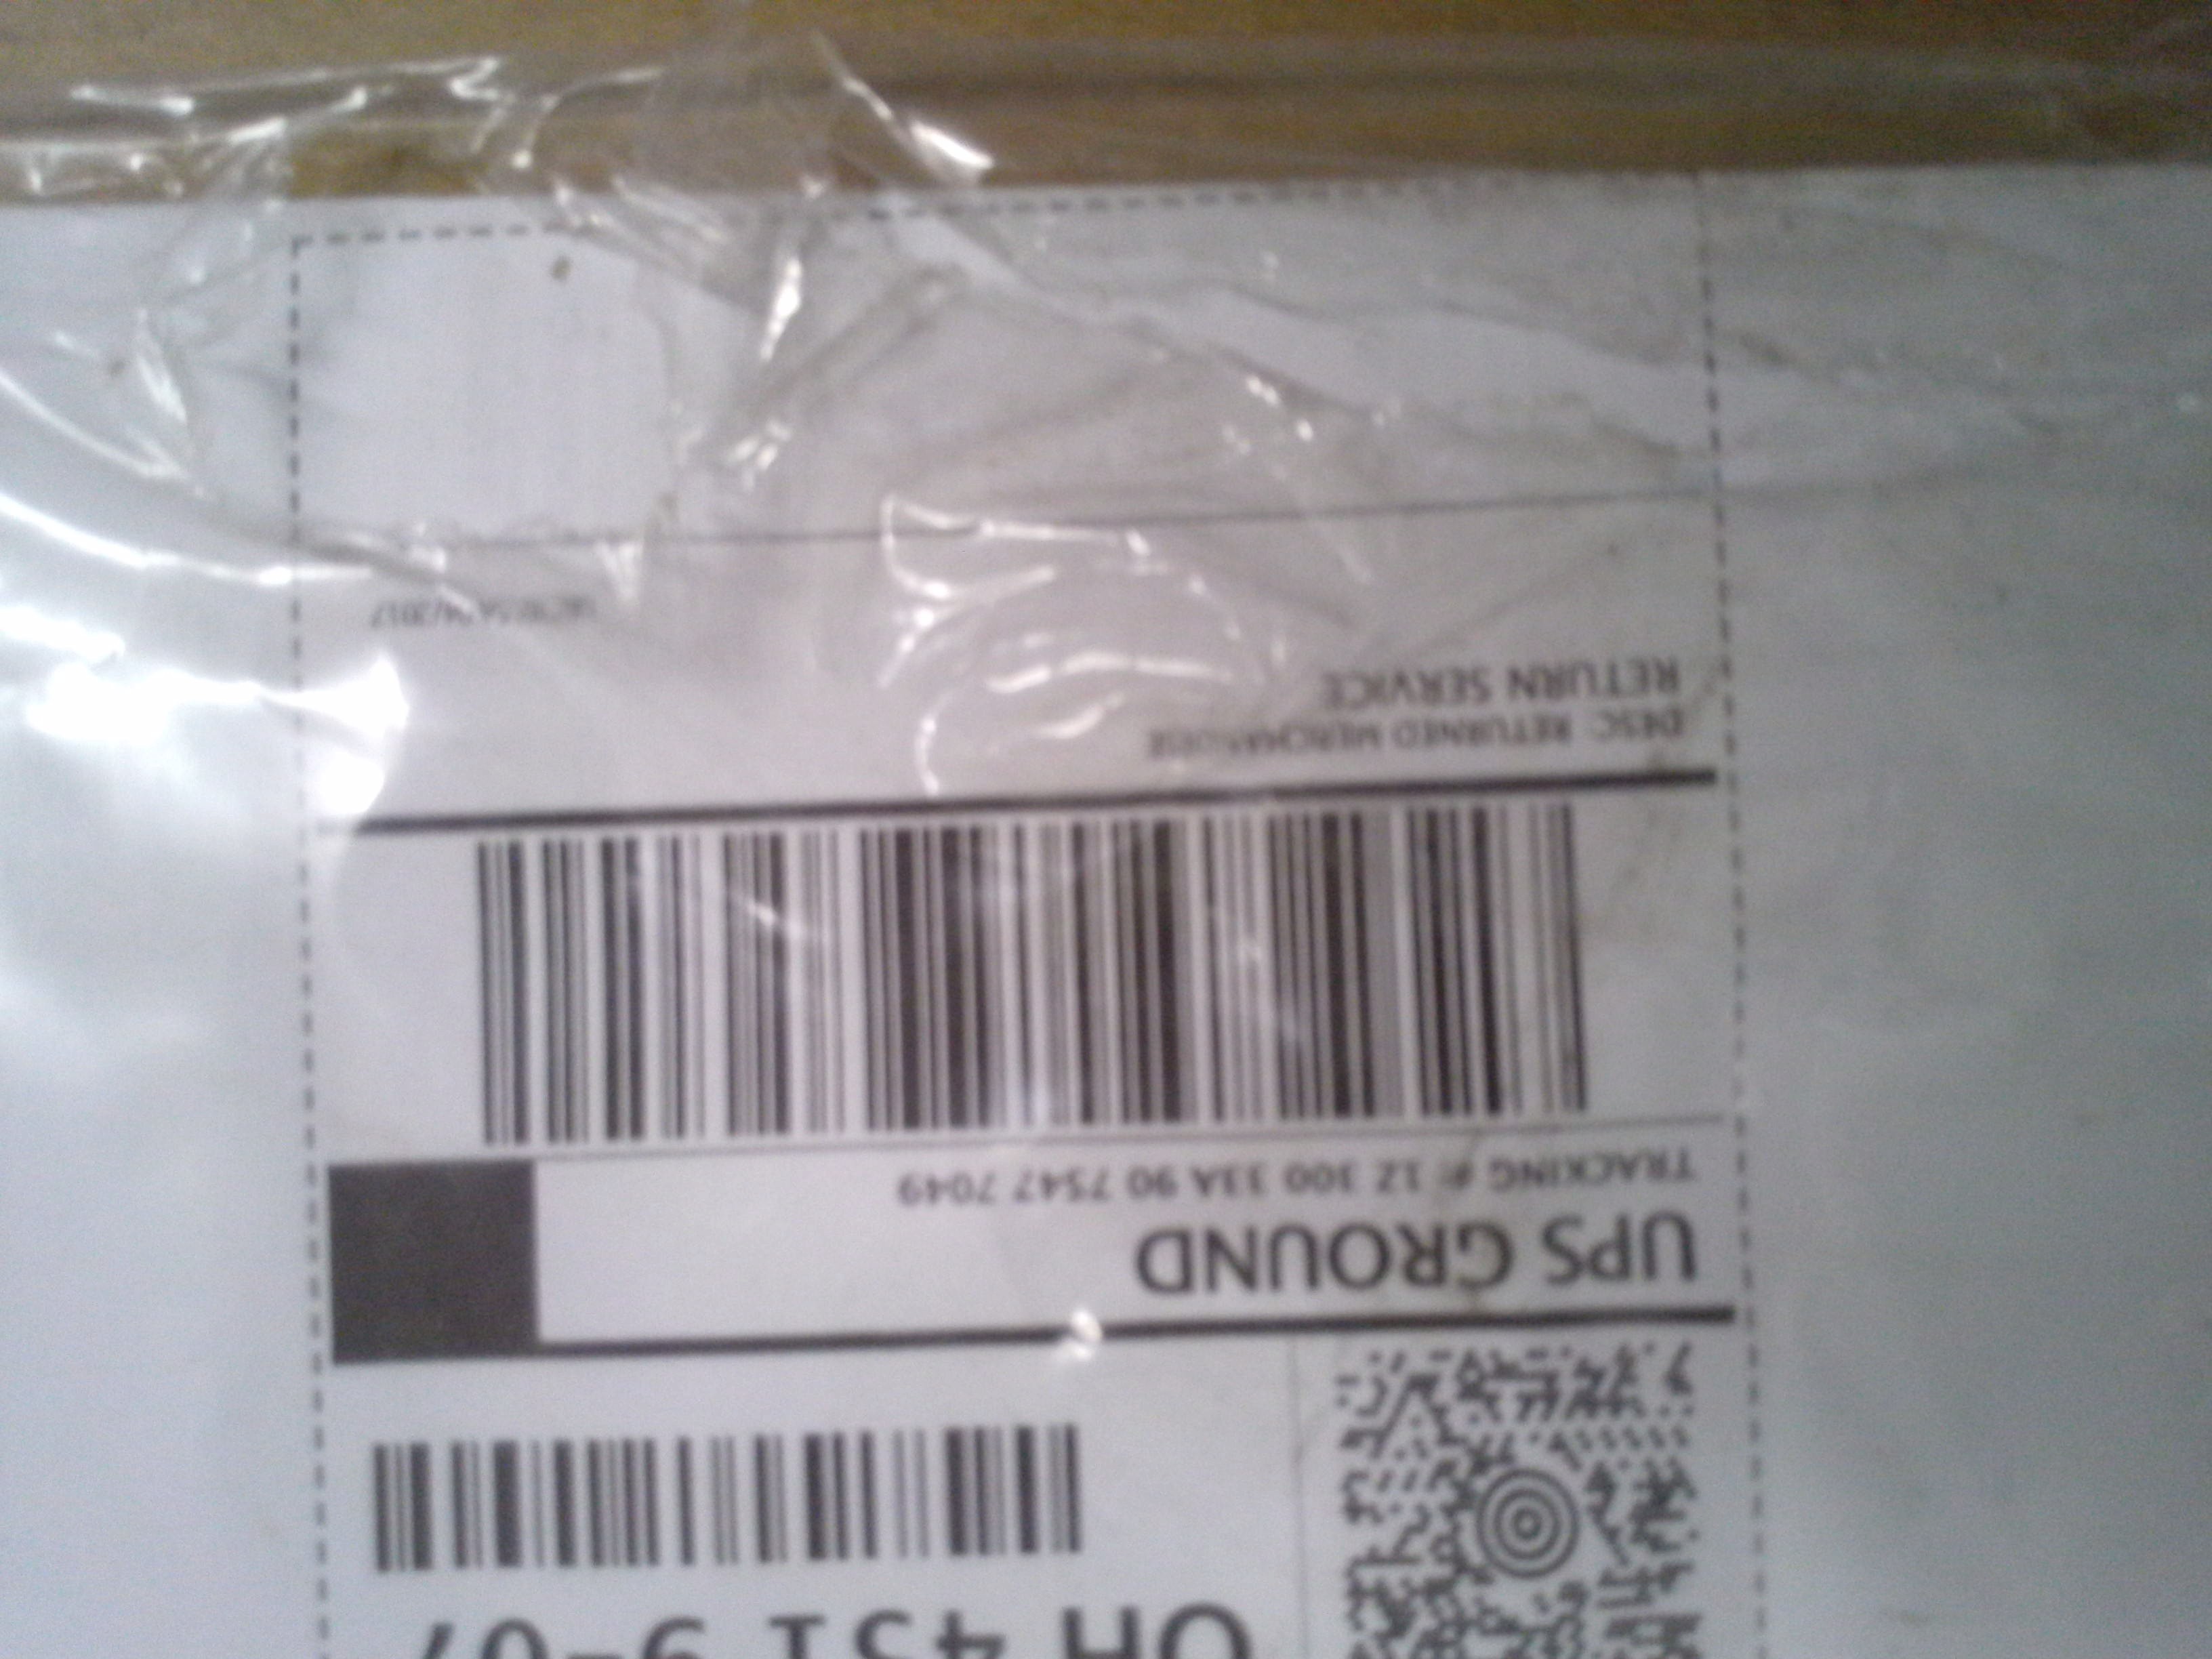 OH 451 9-07
UPS GROUND
TRACKING #: 1Z 300 33A 90 7547 7049
DESC: RETURNED MERCHANDISE
RETURN SERVICE